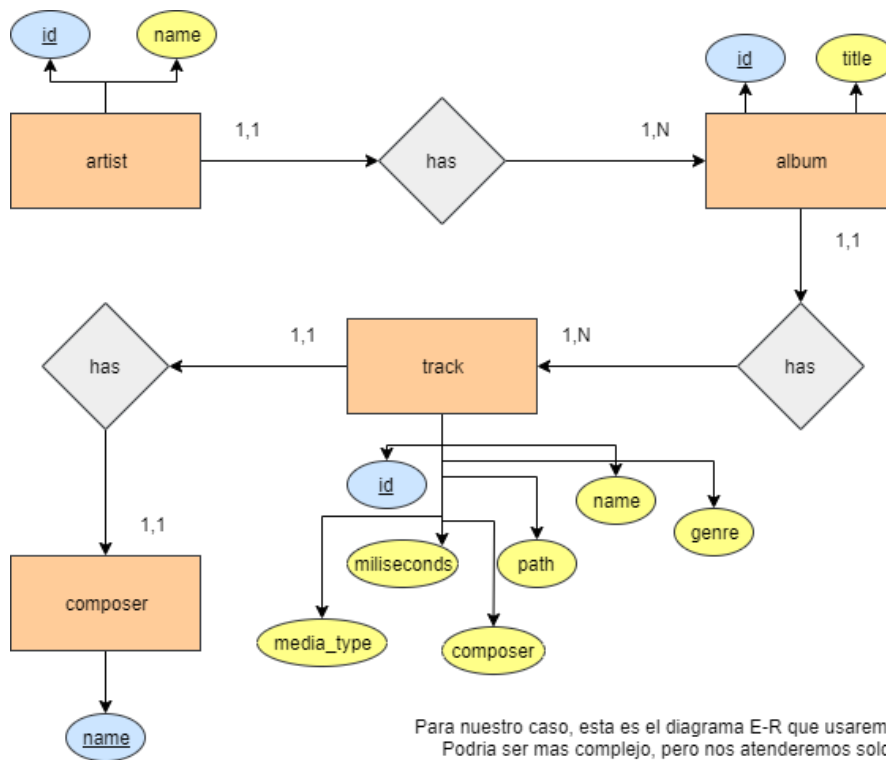 id
name
id
title
1,1
1,N
artist
has
album
1,1
1,1
1,N
has
track
has
id
name
genre
1,1
miliseconds
path
composer
media_type
composer
name
Para nuestro caso, esta es el diagrama E-R que usarem
Podria ser mas complejo, pero nos atenderemos solo